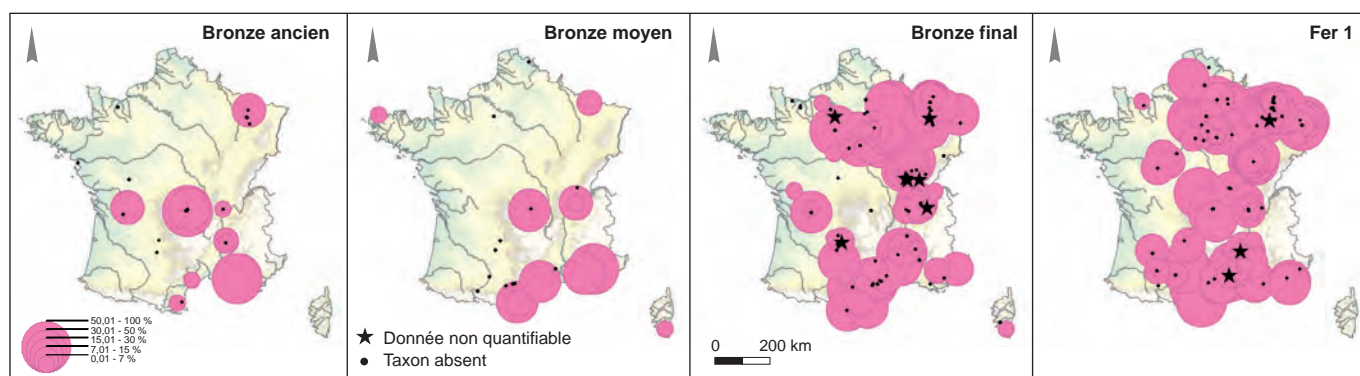 Bronze ancien
50,01 - 100 %
30,01 - 50 %
15,01 - 30 %
7,01 - 15 %
0,01 - 7 %
Bronze moyen
Donnée non quantifiable
Taxon absent
Bronze final
0 200 km
Fer 1